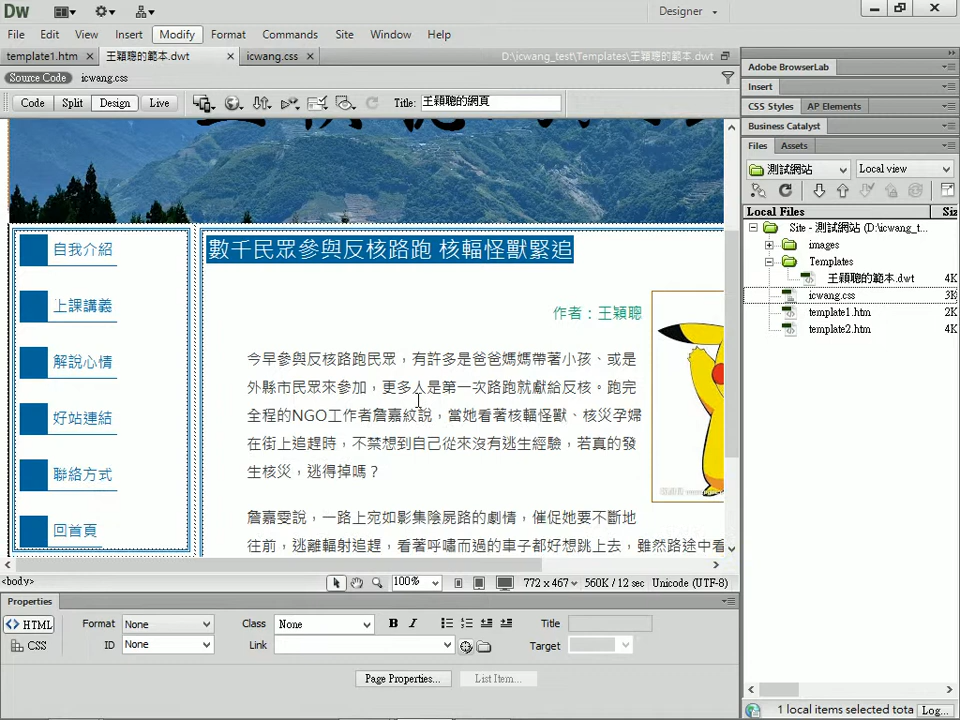 Dw
Designer
File Edit View Insert Modify Format Commands Site Window Help
template1.htm 王穎聰的範本.dwt icwang.css D:\icwang_test\Templates\王穎聰的範本.dwt
Source Code icwang.css
Code Split Design Live Title: 王穎聰的網頁
自我介紹
上課講義
解說心情
好站連結
聯絡方式
回首頁
數千民眾參與反核路跑 核輻怪獸緊追
作者：王穎聰
今早參與反核路跑民眾，有許多是爸爸媽媽帶著小孩、或是
外縣市民眾來參加，更多人是第一次路跑就獻給反核。跑完
全程的NGO工作者詹嘉紋說，當她看著核輻怪獸、核災孕婦
在街上追趕時，不禁想到自己從來沒有逃生經驗，若真的發
生核災，逃得掉嗎？
詹嘉雯說，一路上宛如影集陰屍路的劇情，催促她要不斷地
往前，逃離輻射追趕，看著呼嘯而過的車子都好想跳上去，雖然路途中看
<body> 100% 772 x 467 560K / 12 sec Unicode (UTF-8)
Properties
HTML Format None Class None B I Title
CSS ID None Link Target
Page Properties... List Item...
Adobe BrowserLab
Insert
CSS Styles AP Elements
Business Catalyst
Files Assets
測試網站 Local view
Local Files Siz
Site - 測試網站 (D:\icwang_t...
images
Templates
王穎聰的範本.dwt 4K
icwang.css 3K
template1.htm 2K
template2.htm 4K
1 local items selected tota Log...